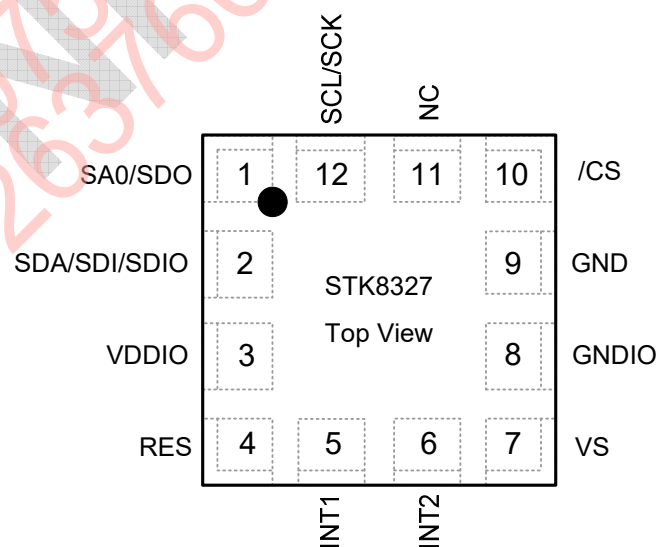 SCL/SCK
NC
SA0/SDO
1
12
11
10
/CS
SDA/SDI/SDIO
2
9
GND
STK8327
Top View
VDDIO
3
8
GNDIO
RES
4
5
6
7
VS
INT1
INT2